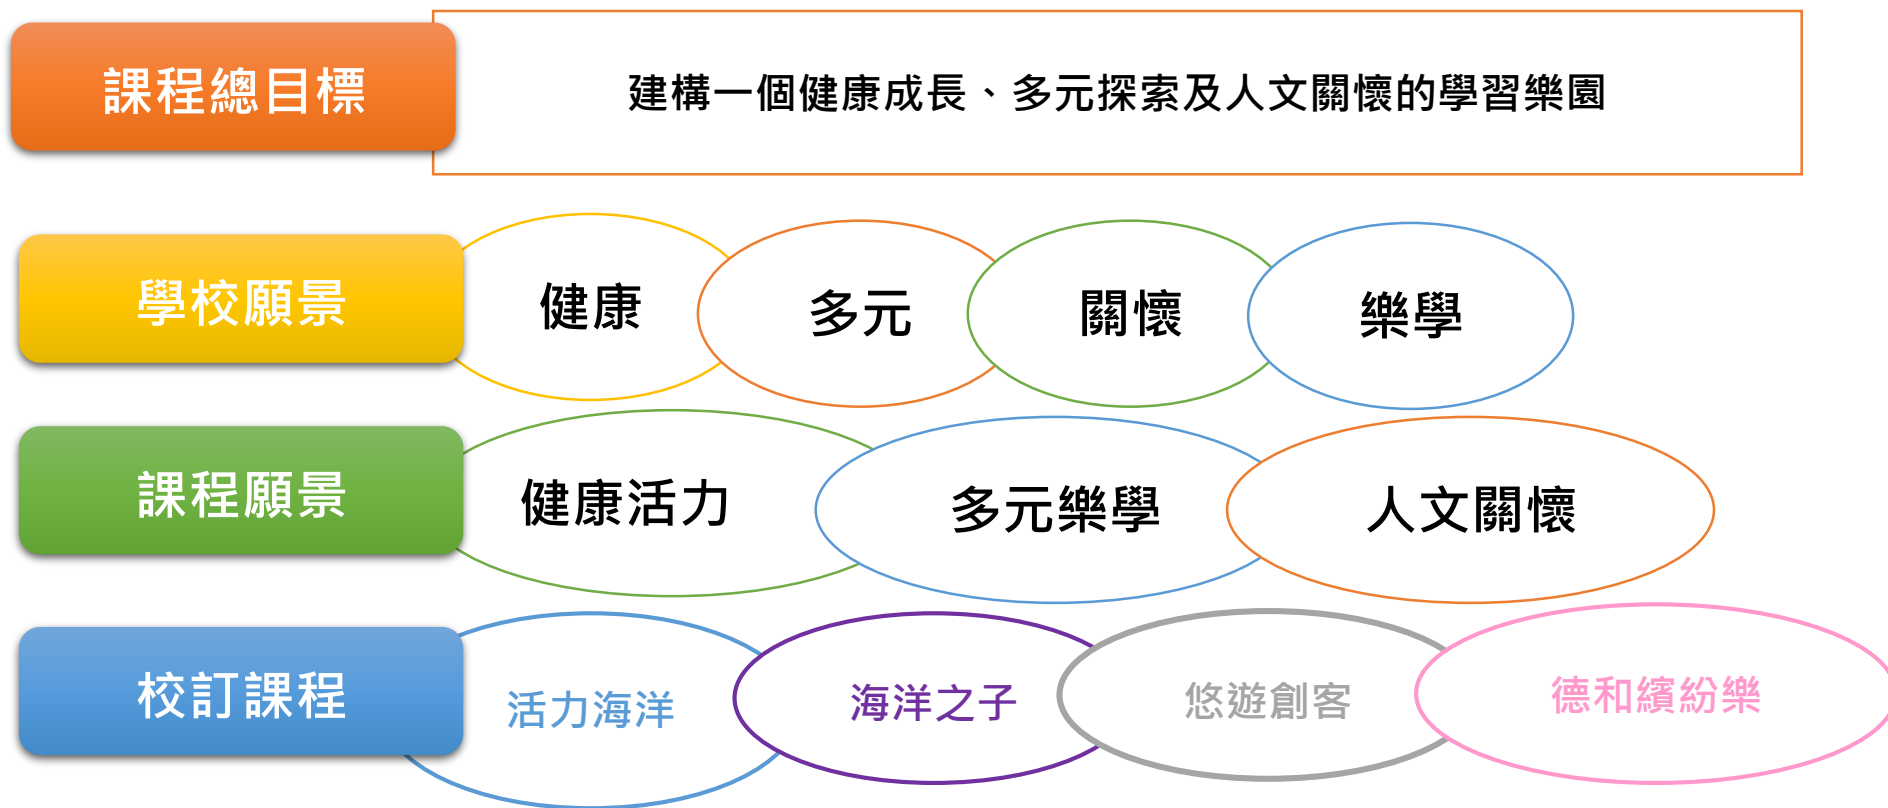 課程總目標
建構一個健康成長、多元探索及人文關懷的學習樂園
學校願景
健康
多元
關懷
樂學
課程願景
健康活力
多元樂學
人文關懷
校訂課程
活力海洋
海洋之子
悠遊創客
德和繽紛樂